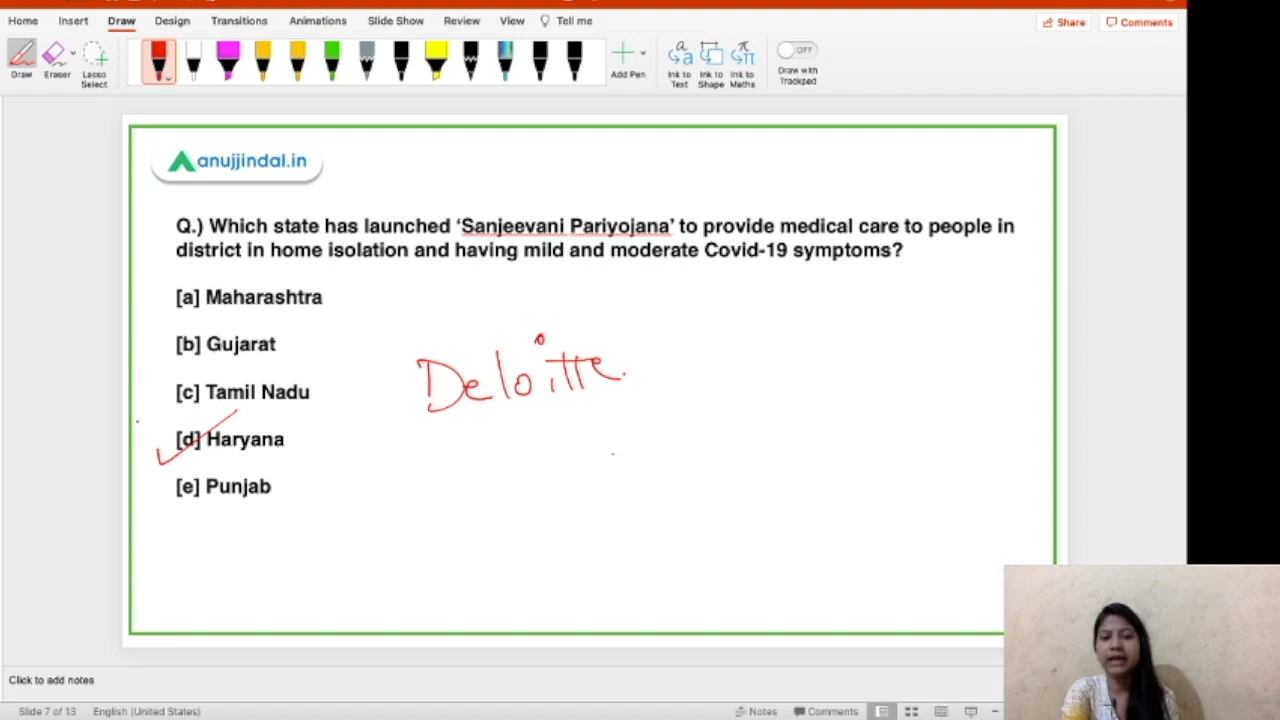 Home Insert Draw Design Transitions Animations Slide Show Review View Tell me Share Comments
Draw Eraser Lasso Select Add Pen Ink to Text Ink to Shape Ink to Maths OFF Draw with Trackpad
anujjindal.in
Q.) Which state has launched ‘Sanjeevani Pariyojana’ to provide medical care to people in
district in home isolation and having mild and moderate Covid-19 symptoms?
[a] Maharashtra
[b] Gujarat
[c] Tamil Nadu
Deloitte.
[d] Haryana
[e] Punjab
Click to add notes
Slide 7 of 13 English (United States) Notes Comments